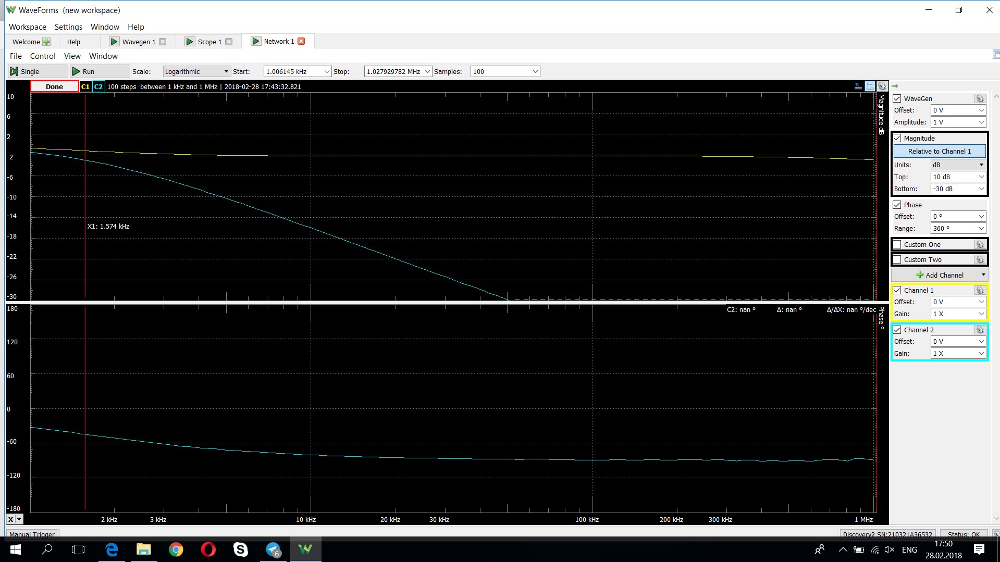 WaveForms (new workspace)
Workspace Settings Window Help
Welcome Help Wavegen 1 Scope 1 Network 1
File Control View Window
Single Run Scale: Logarithmic Start: 1.006145 kHz Stop: 1.027929782 MHz Samples: 100
Done C1 C2 100 steps between 1 kHz and 1 MHz | 2018-02-28 17:43:32.821
10
6
2
-2
-6
-10
-14
-18
-22
-26
-30
X1: 1.574 kHz
Magnitude dB
180
120
60
0
-60
-120
-180
C2: nan º Δ: nan º Δ/ΔX: nan º/dec
Phase º
X 2 kHz 3 kHz 10 kHz 20 kHz 30 kHz 100 kHz 200 kHz 300 kHz 1 MHz
WaveGen
Offset: 0 V
Amplitude: 1 V
Magnitude
Relative to Channel 1
Units: dB
Top: 10 dB
Bottom: -30 dB
Phase
Offset: 0 º
Range: 360 º
Custom One
Custom Two
Add Channel
Channel 1
Offset: 0 V
Gain: 1 X
Channel 2
Offset: 0 V
Gain: 1 X
Manual Trigger Discovery2 SN:210321A36532 Status: OK
6 ENG 17:50
28.02.2018